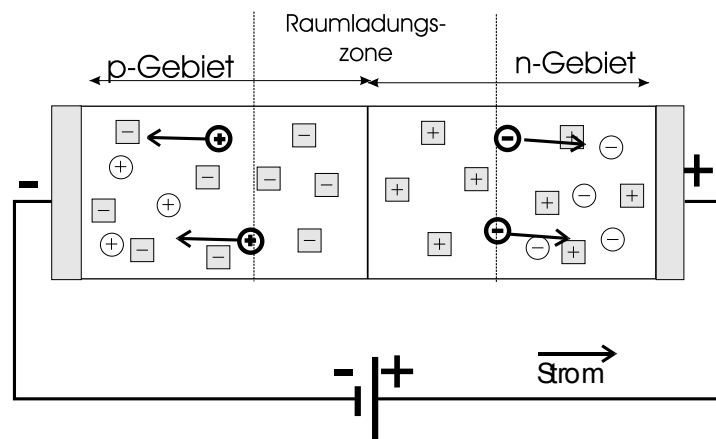 Raumladungs-
zone
p-Gebiet
n-Gebiet
-
+
-
+
Strom